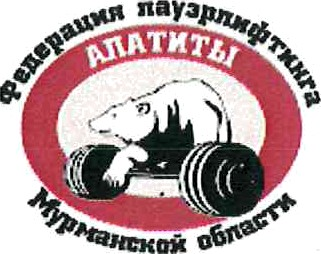 Федерация пауэрлифтинга
АПАТИТЫ
Мурманской области